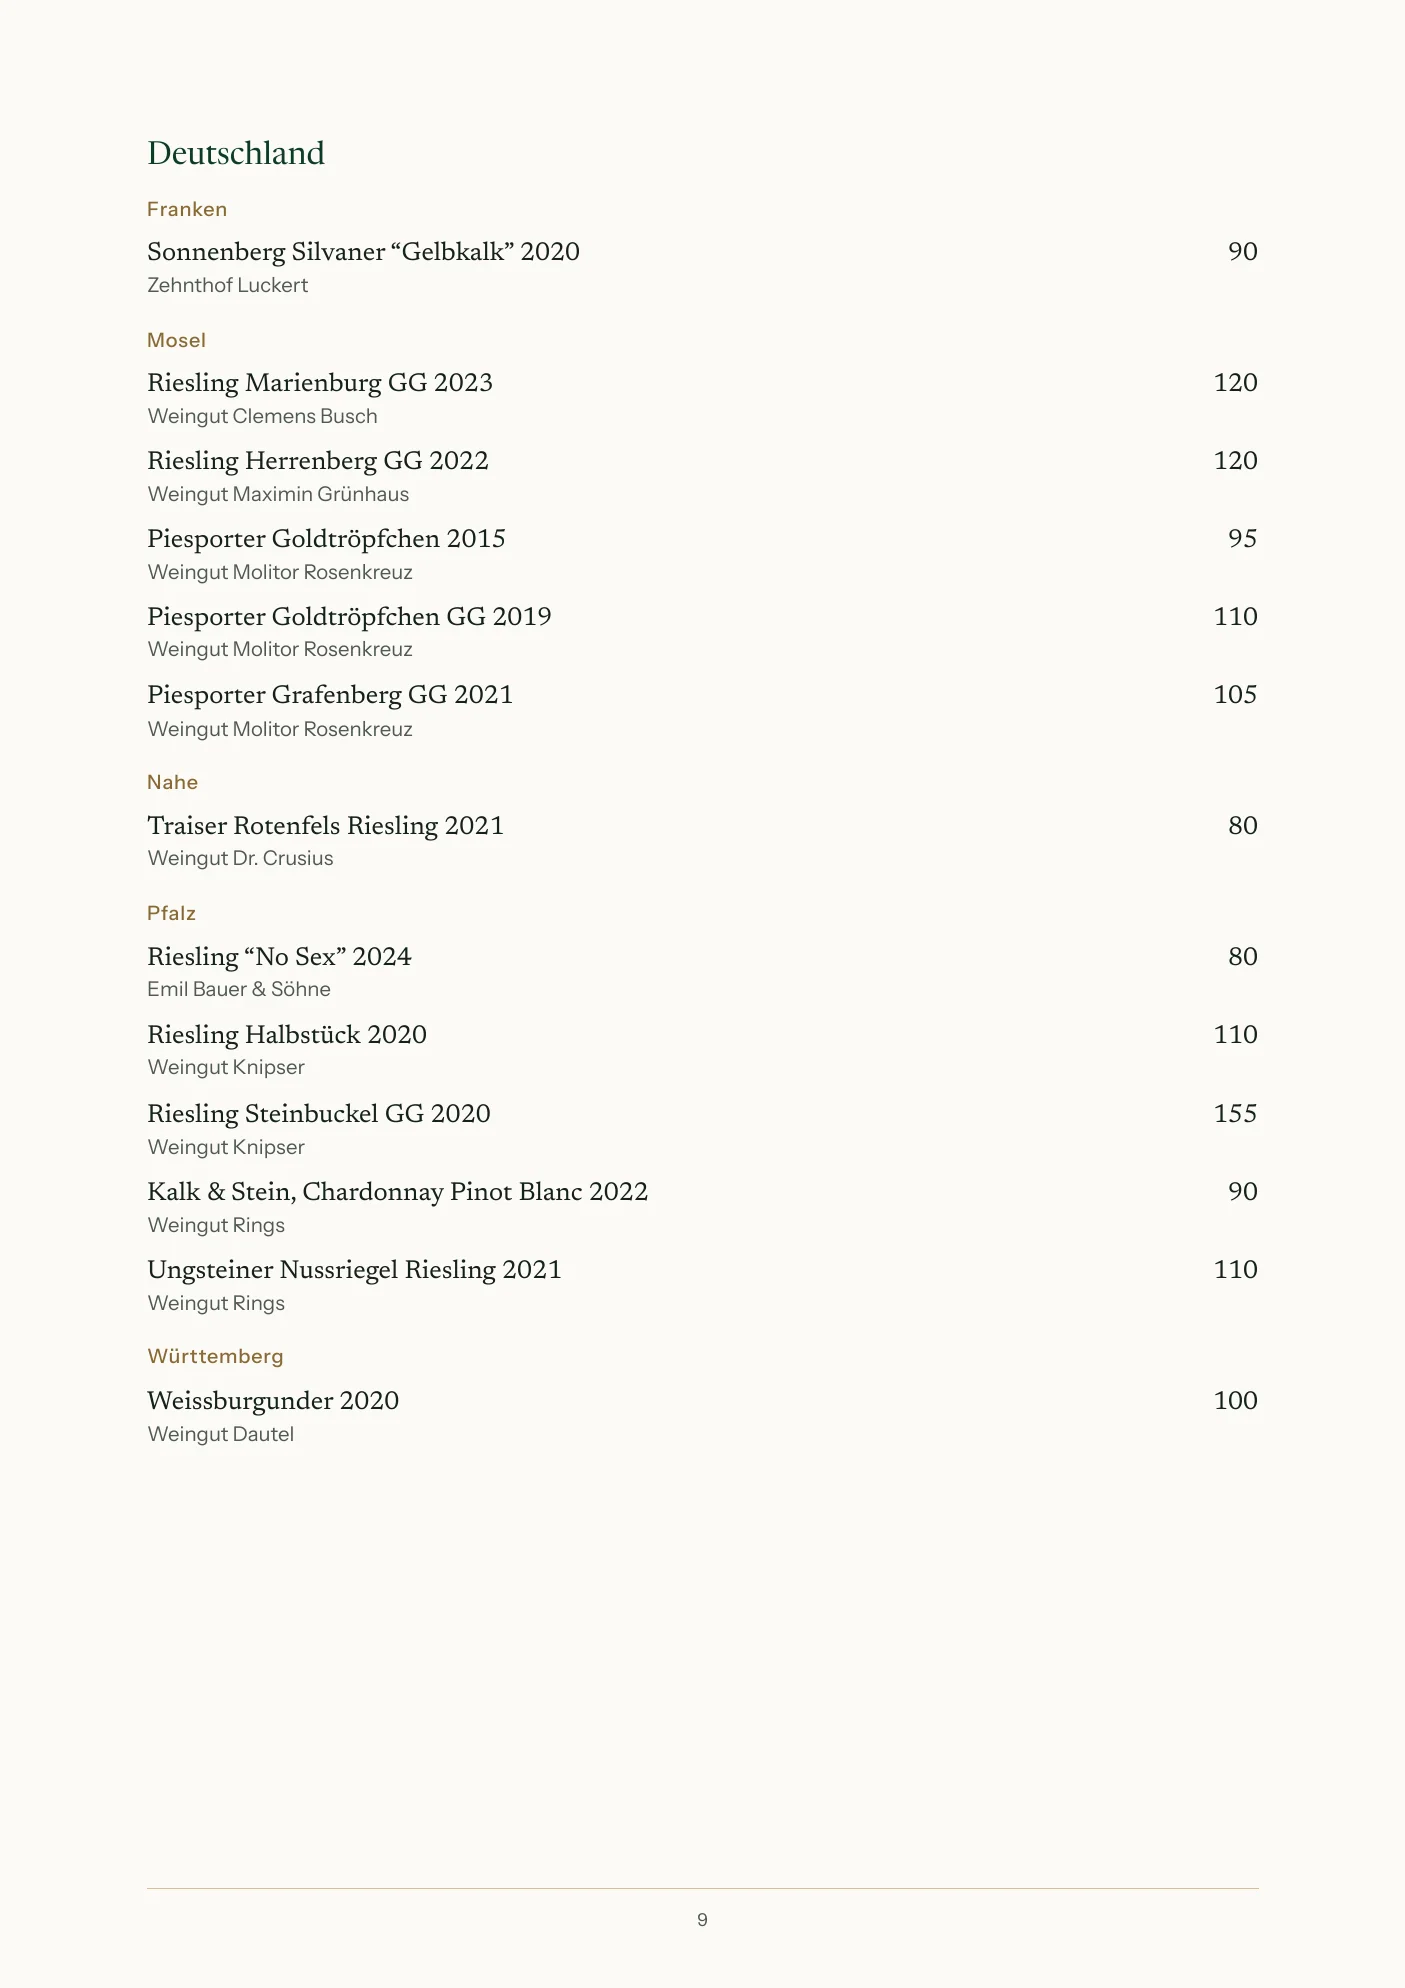 Deutschland
Franken
Sonnenberg Silvaner “Gelbkalk” 2020 90
Zehnthof Luckert
Mosel
Riesling Marienburg GG 2023 120
Weingut Clemens Busch
Riesling Herrenberg GG 2022 120
Weingut Maximin Grünhaus
Piesporter Goldtröpfchen 2015 95
Weingut Molitor Rosenkreuz
Piesporter Goldtröpfchen GG 2019 110
Weingut Molitor Rosenkreuz
Piesporter Grafenberg GG 2021 105
Weingut Molitor Rosenkreuz
Nahe
Traiser Rotenfels Riesling 2021 80
Weingut Dr. Crusius
Pfalz
Riesling “No Sex” 2024 80
Emil Bauer & Söhne
Riesling Halbstück 2020 110
Weingut Knipser
Riesling Steinbuckel GG 2020 155
Weingut Knipser
Kalk & Stein, Chardonnay Pinot Blanc 2022 90
Weingut Rings
Ungsteiner Nussriegel Riesling 2021 110
Weingut Rings
Württemberg
Weissburgunder 2020 100
Weingut Dautel
9